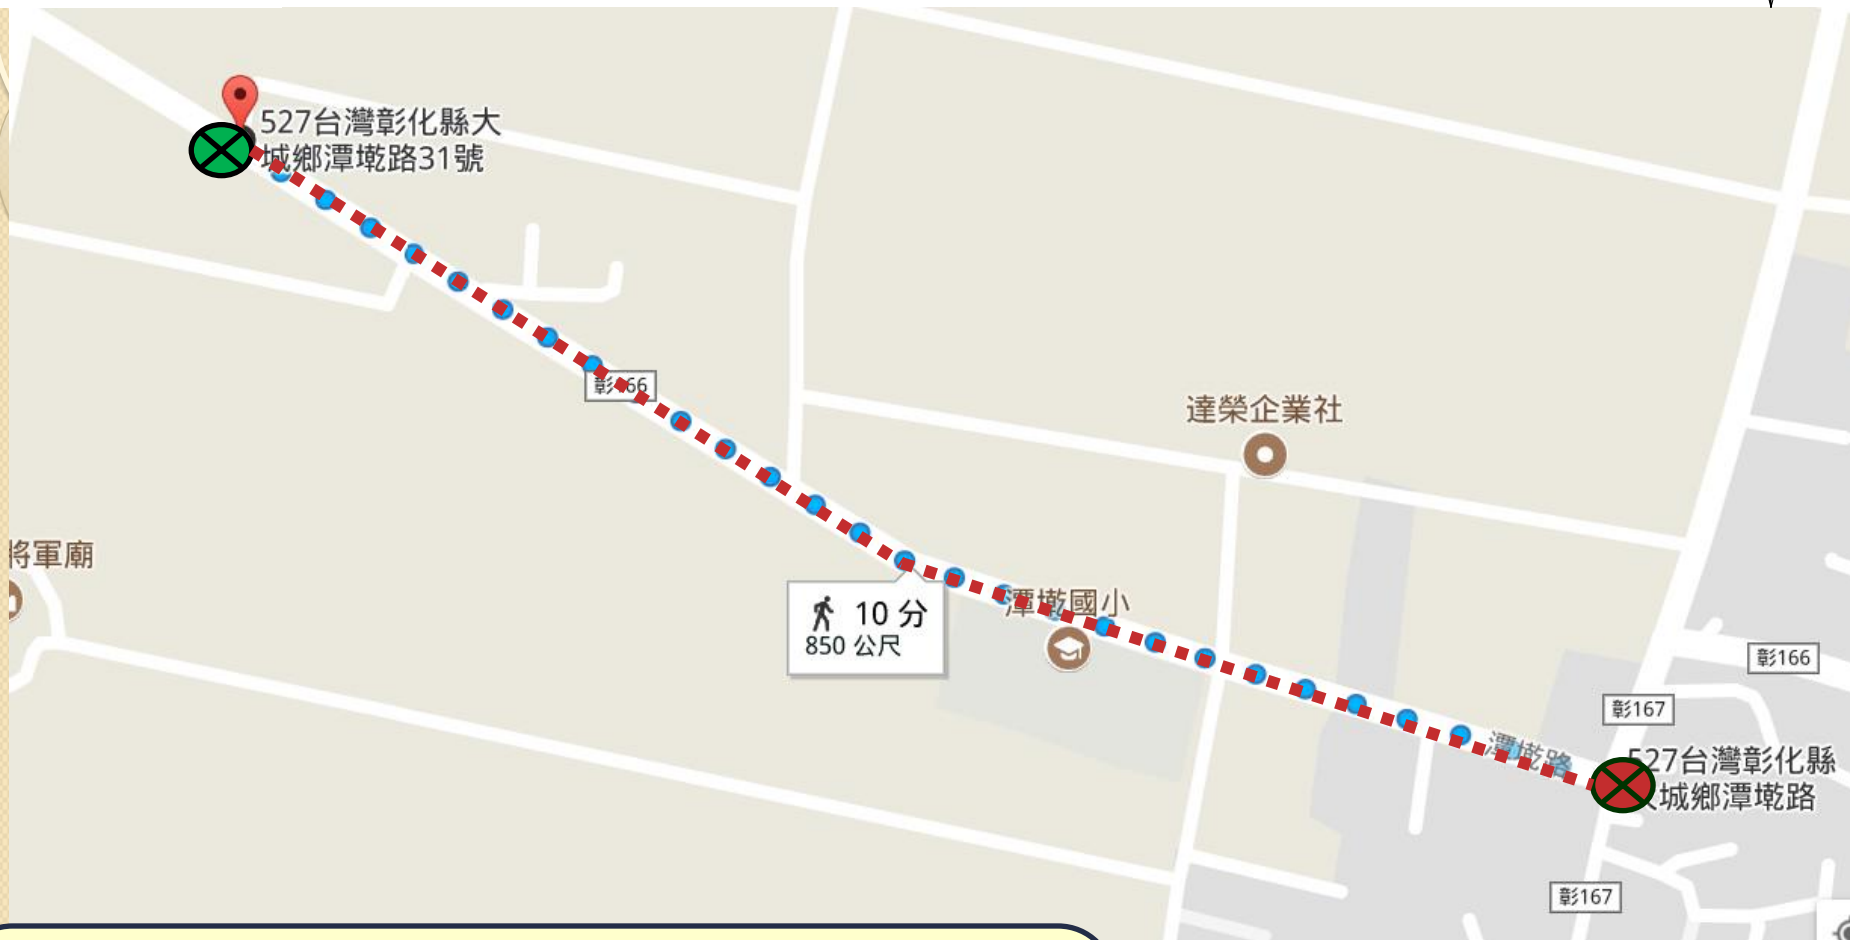 527台灣彰化縣大
城鄉潭墘路31號
彰166
達榮企業社
將軍廟
潭墘國小
10 分
850 公尺
彰166
彰167
潭墘路
527台灣彰化縣
城鄉潭墘路
彰167